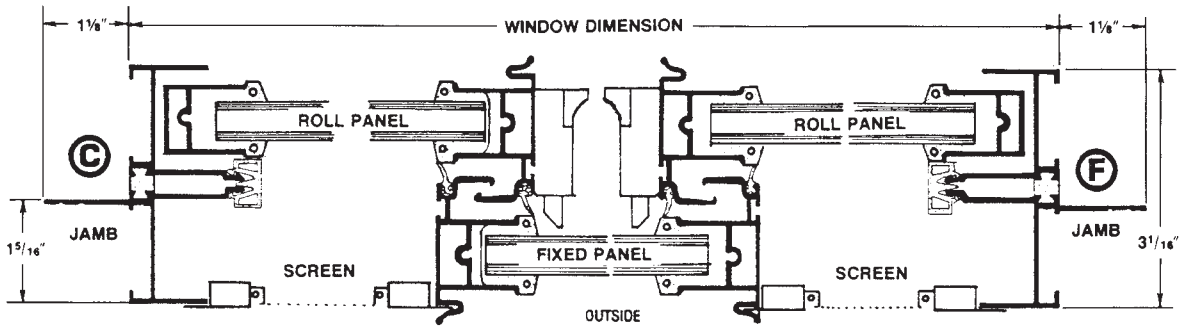 1⅛"
WINDOW DIMENSION
1⅛"
ROLL PANEL
ROLL PANEL
C
F
JAMB
JAMB
1⁵/₁₆"
3¹/₁₆"
SCREEN
FIXED PANEL
SCREEN
OUTSIDE